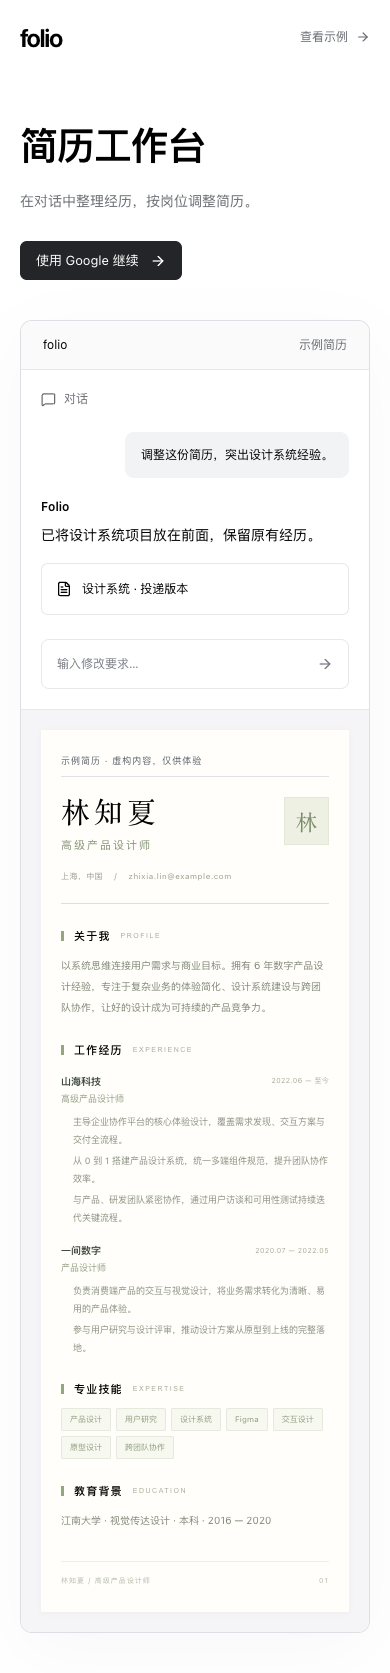 folio
查看示例
简历工作台
在对话中整理经历，按岗位调整简历。
使用 Google 继续
folio
示例简历
对话
调整这份简历，突出设计系统经验。
Folio
已将设计系统项目放在前面，保留原有经历。
设计系统 · 投递版本
输入修改要求...
示例简历 · 虚构内容，仅供体验
林知夏
林
高级产品设计师
上海，中国 / zhixia.lin@example.com
关于我 PROFILE
以系统思维连接用户需求与商业目标。拥有 6 年数字产品设
计经验，专注于复杂业务的体验简化、设计系统建设与跨团
队协作，让好的设计成为可持续的产品竞争力。
工作经历 EXPERIENCE
山海科技 2022.06 — 至今
高级产品设计师
主导企业协作平台的核心体验设计，覆盖需求发现、交互方案与
交付全流程。
从 0 到 1 搭建产品设计系统，统一多端组件规范，提升团队协作
效率。
与产品、研发团队紧密协作，通过用户访谈和可用性测试持续迭
代关键流程。
一间数字 2020.07 — 2022.05
产品设计师
负责消费端产品的交互与视觉设计，将业务需求转化为清晰、易
用的产品体验。
参与用户研究与设计评审，推动设计方案从原型到上线的完整落
地。
专业技能 EXPERTISE
产品设计 用户研究 设计系统 Figma 交互设计
原型设计 跨团队协作
教育背景 EDUCATION
江南大学 · 视觉传达设计 · 本科 · 2016 — 2020
林知夏 / 高级产品设计师 01